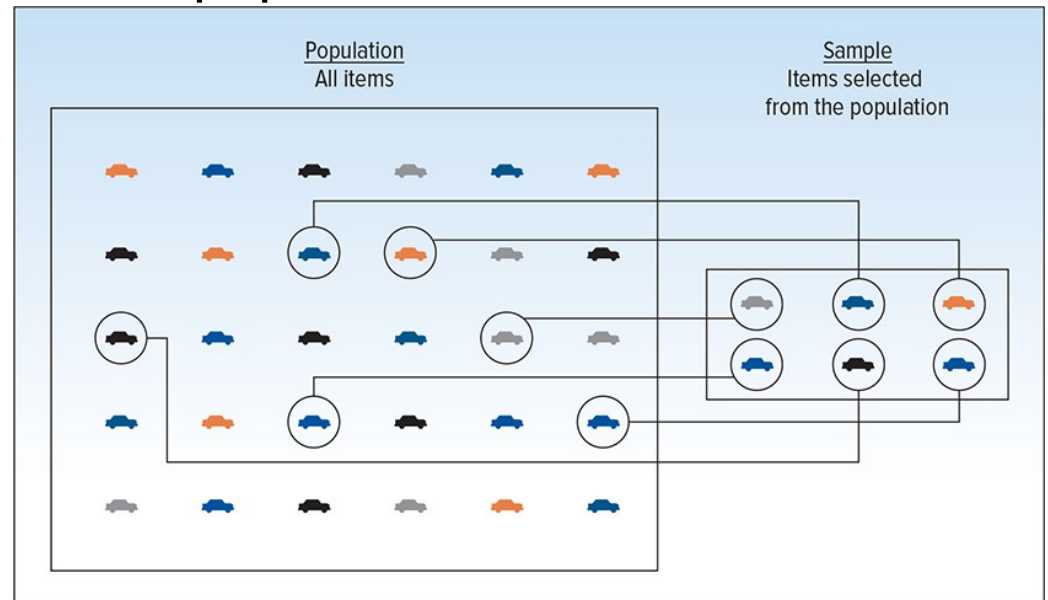 Population
All items
Sample
Items selected
from the population